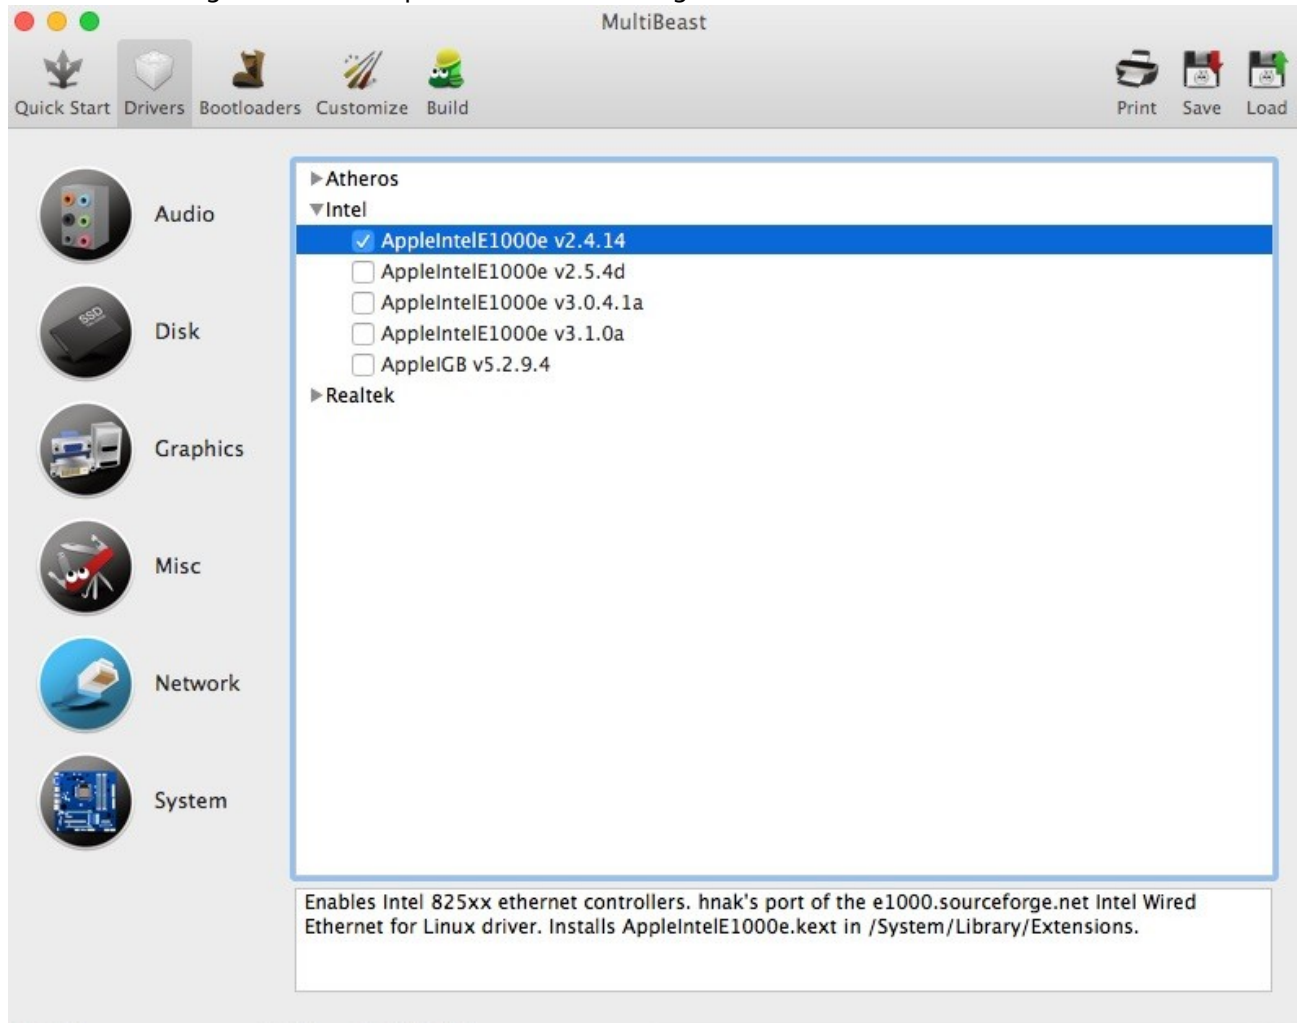 MultiBeast
Quick Start Drivers Bootloaders Customize Build Print Save Load
Audio
Disk
SSD
Graphics
Misc
Network
System
Atheros
Intel
AppleIntelE1000e v2.4.14
AppleIntelE1000e v2.5.4d
AppleIntelE1000e v3.0.4.1a
AppleIntelE1000e v3.1.0a
AppleIGB v5.2.9.4
Realtek
Enables Intel 825xx ethernet controllers. hnak's port of the e1000.sourceforge.net Intel Wired
Ethernet for Linux driver. Installs AppleIntelE1000e.kext in /System/Library/Extensions.